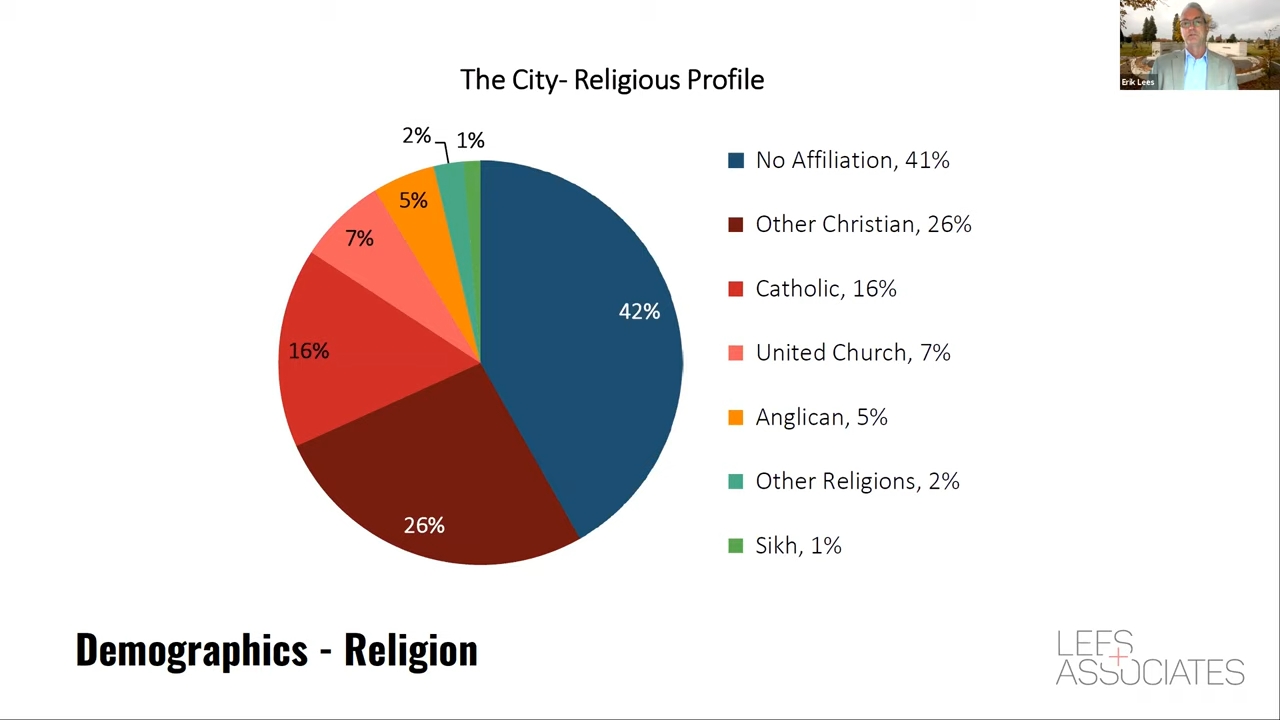 Erik Lees
The City- Religious Profile
2%
1%
5%
7%
16%
26%
42%
No Affiliation, 41%
Other Christian, 26%
Catholic, 16%
United Church, 7%
Anglican, 5%
Other Religions, 2%
Sikh, 1%
Demographics - Religion
LEES
+
ASSOCIATES